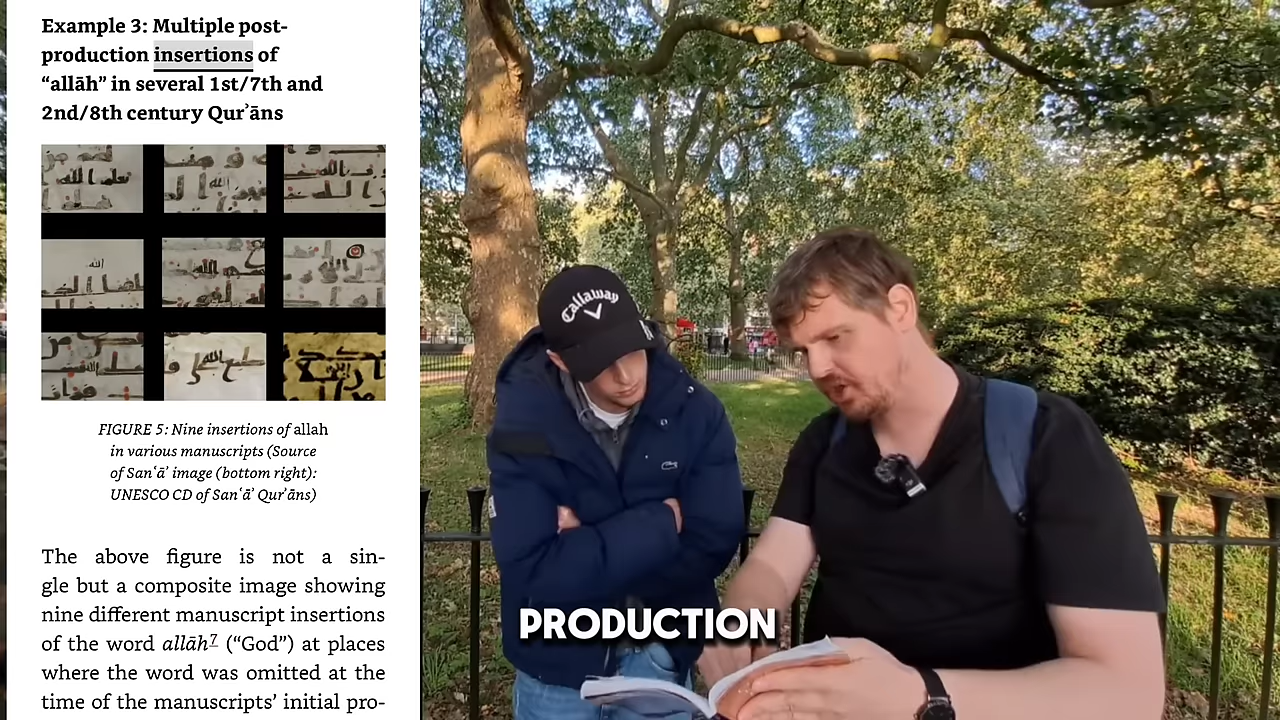 Example 3: Multiple post-
production insertions of
“allāh” in several 1st/7th and
2nd/8th century Qurʾāns
FIGURE 5: Nine insertions of allah
in various manuscripts (Source
of Sanʿāʾ image (bottom right):
UNESCO CD of Sanʿāʾ Qurʾāns)
The above figure is not a sin-
gle but a composite image showing
nine different manuscript insertions
of the word allāh7 (“God”) at places
where the word was omitted at the
time of the manuscripts’ initial pro-
Callaway
PRODUCTION